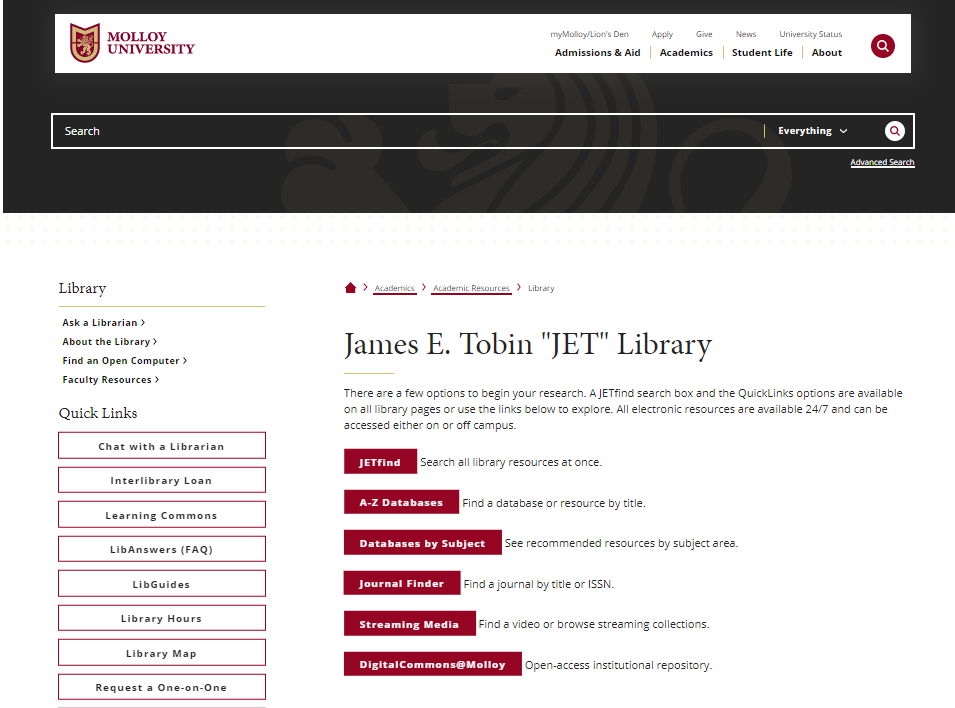 MOLLOY
UNIVERSITY
myMolloy/Lion's Den Apply Give News University Status
Admissions & Aid Academics Student Life About
Search Everything
Advanced Search
Library
Ask a Librarian
About the Library
Find an Open Computer
Faculty Resources
Quick Links
Chat with a Librarian
Interlibrary Loan
Learning Commons
LibAnswers (FAQ)
LibGuides
Library Hours
Library Map
Request a One-on-One
Academics Academic Resources Library
James E. Tobin "JET" Library
There are a few options to begin your research. A JETfind search box and the QuickLinks options are available
on all library pages or use the links below to explore. All electronic resources are available 24/7 and can be
accessed either on or off campus.
JETfind Search all library resources at once.
A-Z Databases Find a database or resource by title.
Databases by Subject See recommended resources by subject area.
Journal Finder Find a journal by title or ISSN.
Streaming Media Find a video or browse streaming collections.
DigitalCommons@Molloy Open-access institutional repository.